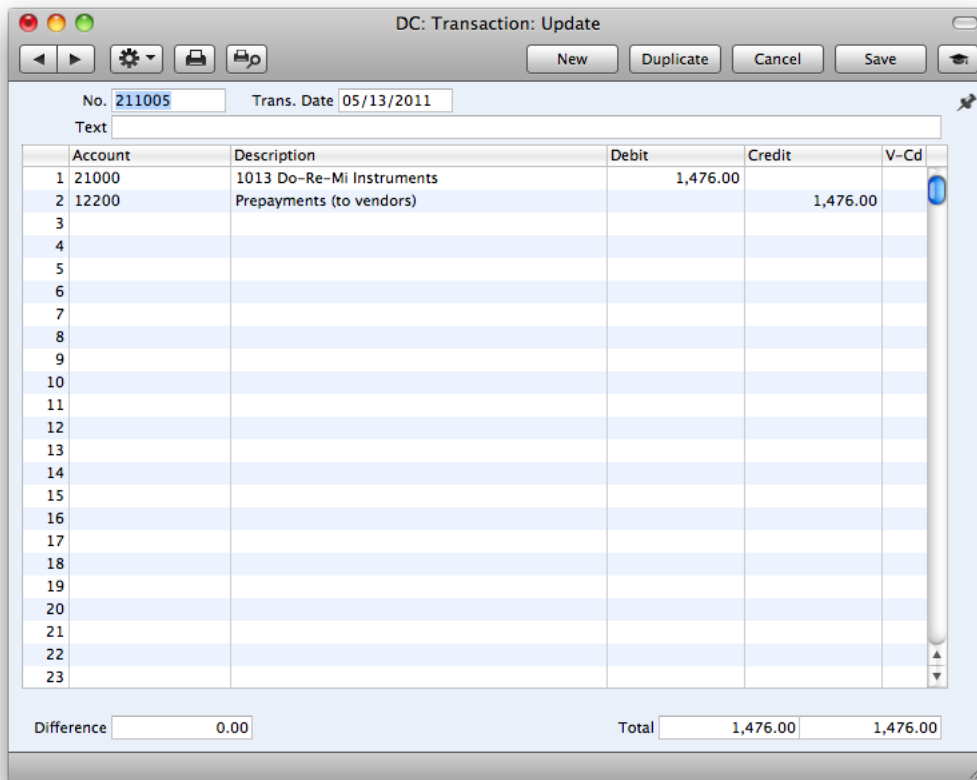 DC: Transaction: Update
New Duplicate Cancel Save
No. 211005 Trans. Date 05/13/2011
Text
Account Description Debit Credit V-Cd
1 21000 1013 Do-Re-Mi Instruments 1,476.00
2 12200 Prepayments (to vendors) 1,476.00
3
4
5
6
7
8
9
10
11
12
13
14
15
16
17
18
19
20
21
22
23
Difference 0.00 Total 1,476.00 1,476.00